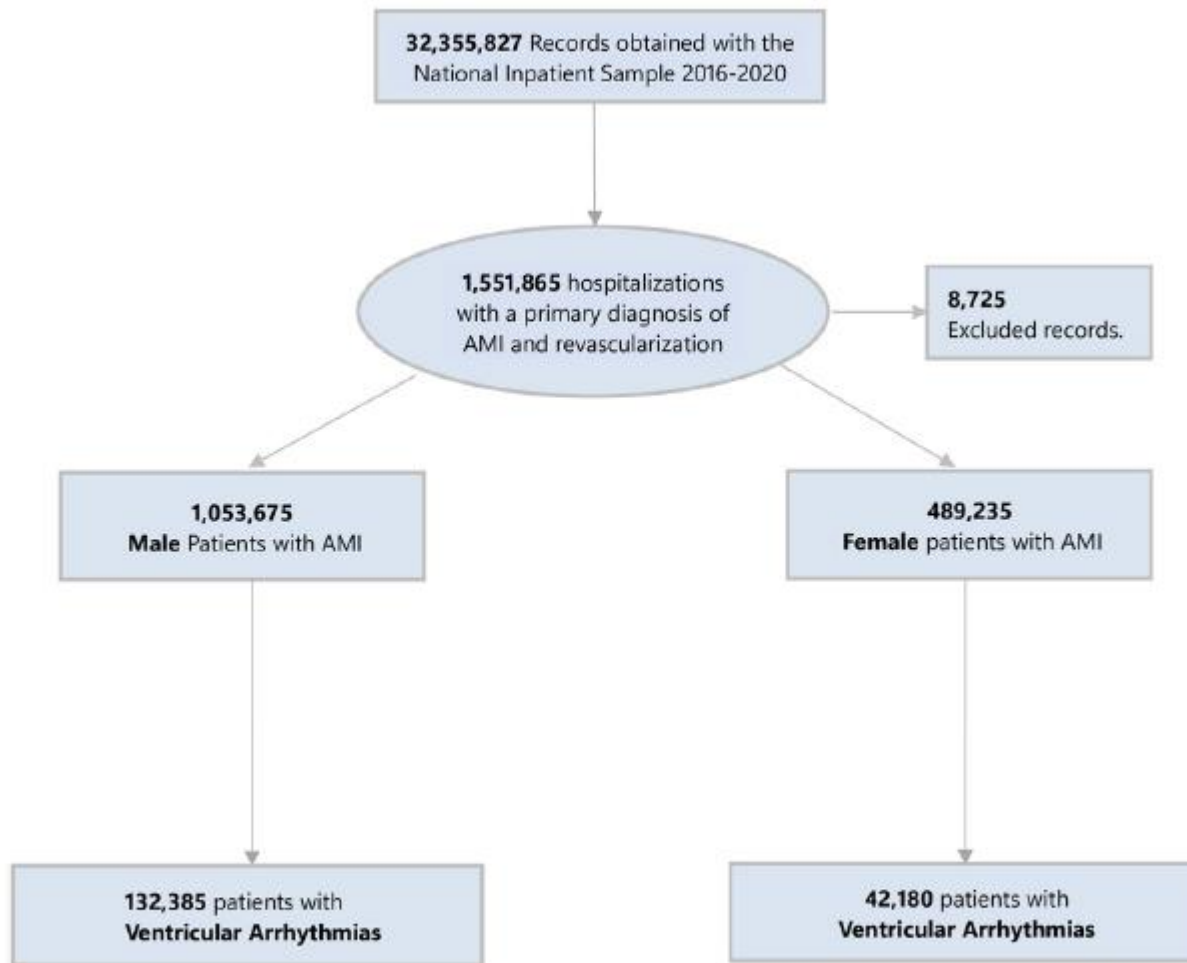 32,355,827 Records obtained with the
National Inpatient Sample 2016-2020
1,551,865 hospitalizations
with a primary diagnosis of
AMI and revascularization
8,725
Excluded records.
1,053,675
Male Patients with AMI
489,235
Female patients with AMI
132,385 patients with
Ventricular Arrhythmias
42,180 patients with
Ventricular Arrhythmias